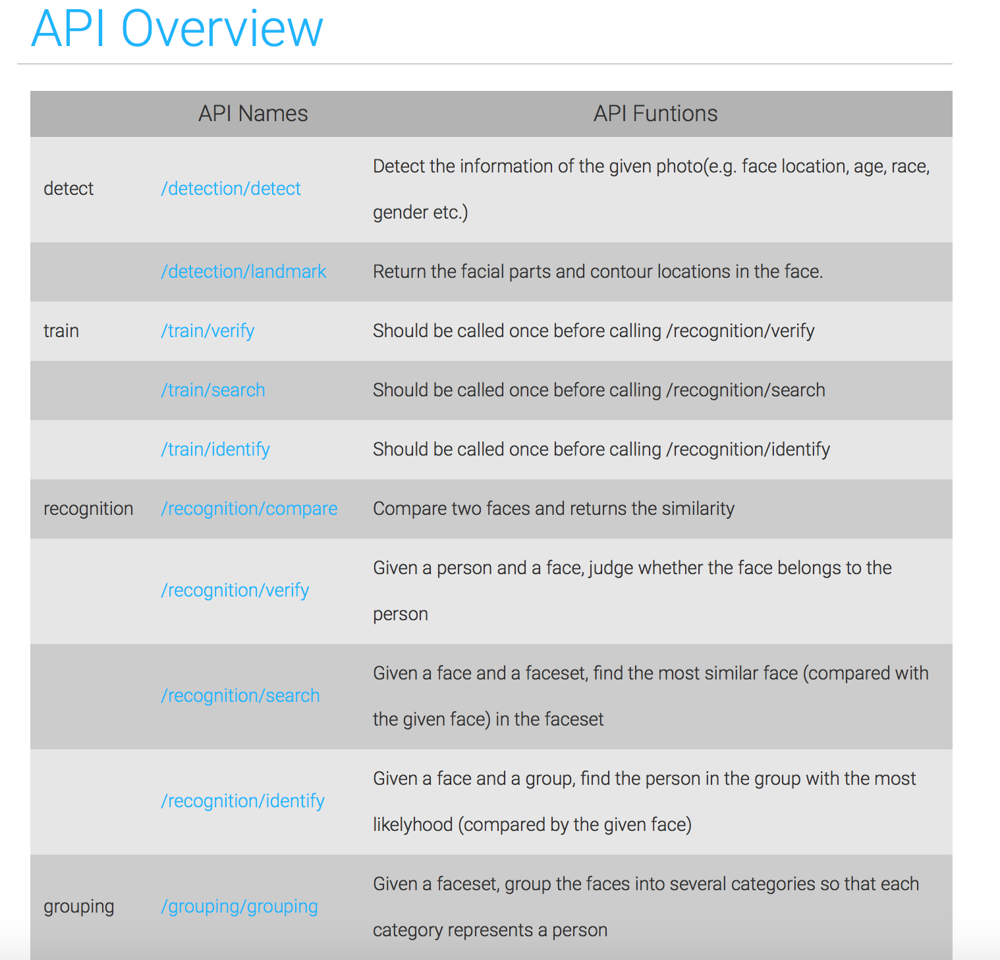 API Overview
API Names API Funtions
detect /detection/detect Detect the information of the given photo(e.g. face location, age, race,
gender etc.)
/detection/landmark Return the facial parts and contour locations in the face.
train /train/verify Should be called once before calling /recognition/verify
/train/search Should be called once before calling /recognition/search
/train/identify Should be called once before calling /recognition/identify
recognition /recognition/compare Compare two faces and returns the similarity
/recognition/verify Given a person and a face, judge whether the face belongs to the
person
/recognition/search Given a face and a faceset, find the most similar face (compared with
the given face) in the faceset
/recognition/identify Given a face and a group, find the person in the group with the most
likelyhood (compared by the given face)
grouping /grouping/grouping Given a faceset, group the faces into several categories so that each
category represents a person